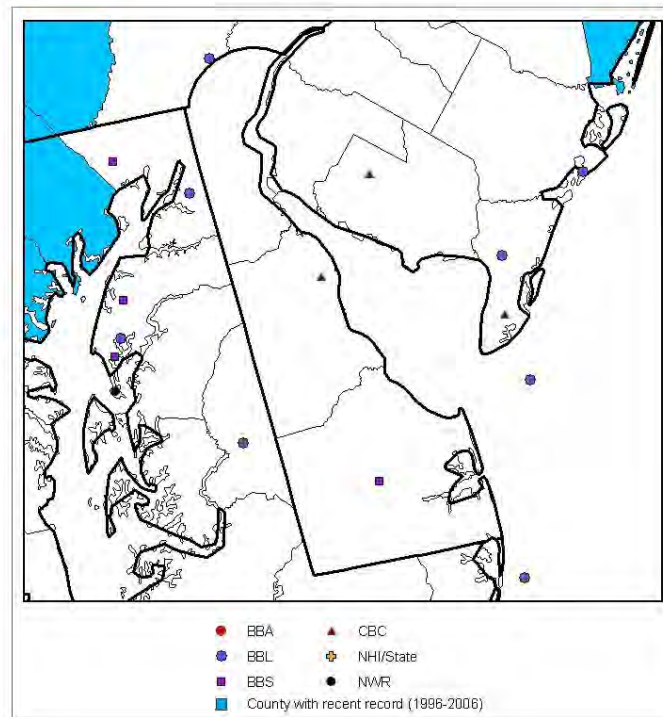 BBA
CBC
BBL
NHI/State
BBS
NWR
County with recent record (1996-2006)